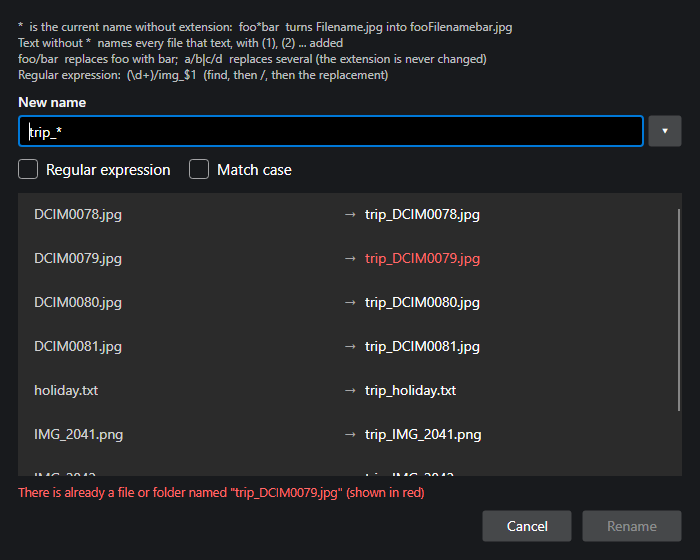 * is the current name without extension: foo*bar turns Filename.jpg into fooFilenamebar.jpg
Text without * names every file that text, with (1), (2) ... added
foo/bar replaces foo with bar; a/b|c/d replaces several (the extension is never changed)
Regular expression: (\d+)/img_$1 (find, then /, then the replacement)
New name
trip_*
Regular expression Match case
DCIM0078.jpg → trip_DCIM0078.jpg
DCIM0079.jpg → trip_DCIM0079.jpg
DCIM0080.jpg → trip_DCIM0080.jpg
DCIM0081.jpg → trip_DCIM0081.jpg
holiday.txt → trip_holiday.txt
IMG_2041.png → trip_IMG_2041.png
There is already a file or folder named "trip_DCIM0079.jpg" (shown in red)
Cancel Rename